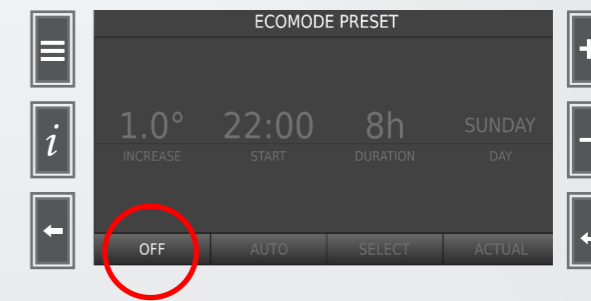 ECOMODE PRESET
i
1.0° 22:00 8h SUNDAY
INCREASE START DURATION DAY
OFF AUTO SELECT ACTUAL